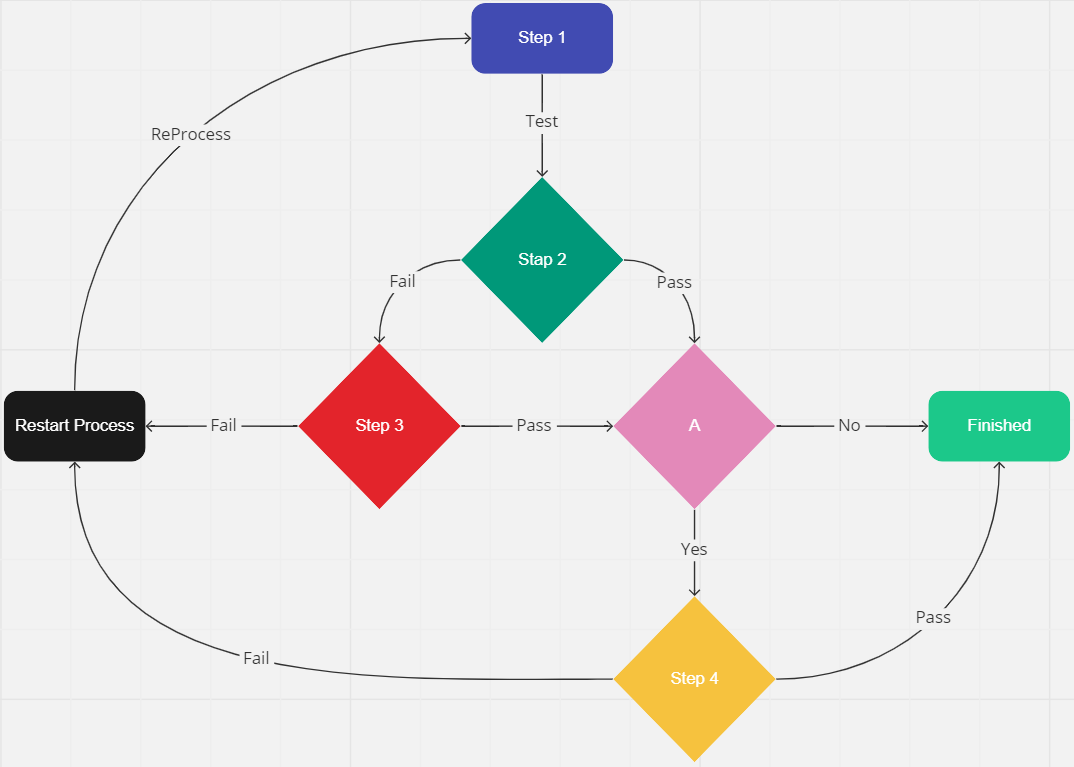 Step 1
ReProcess
Test
Stap 2
Fail
Pass
Restart Process
Fail
Step 3
Pass
A
No
Finished
Yes
Pass
Fail
Step 4